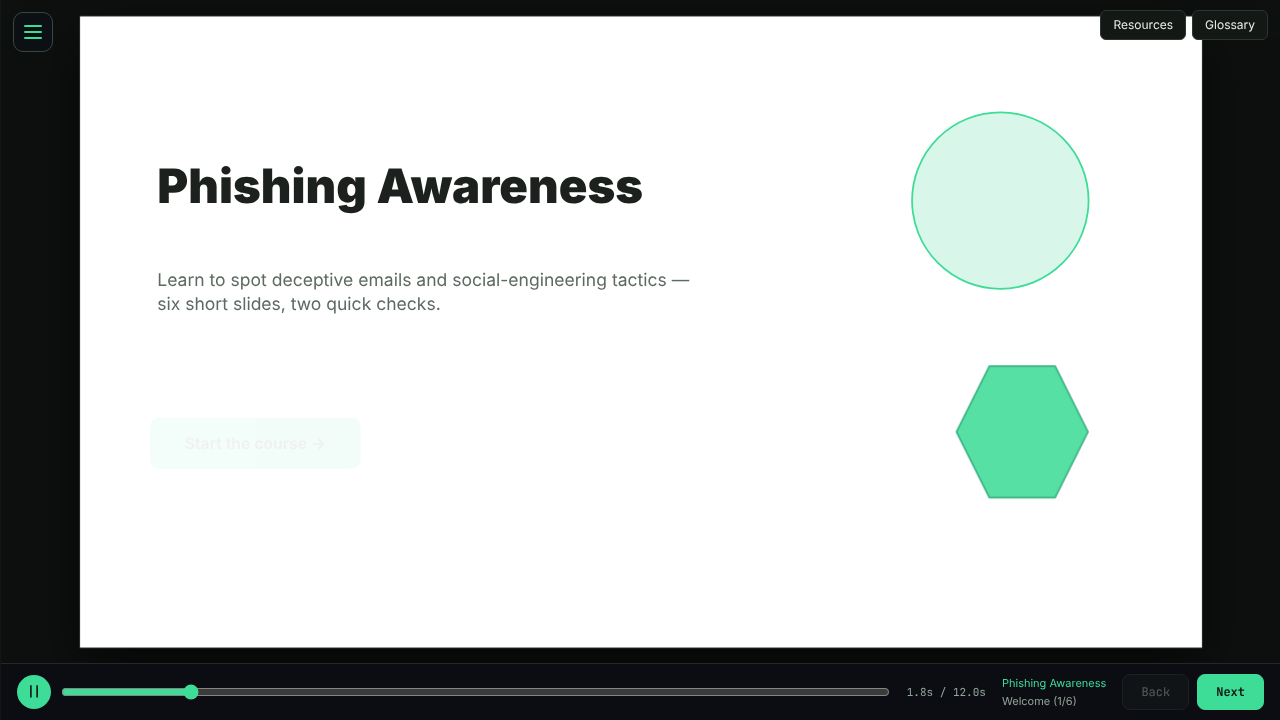 Resources
Glossary
Phishing Awareness
Learn to spot deceptive emails and social-engineering tactics —
six short slides, two quick checks.
Start the course →
1.8s / 12.0s
Phishing Awareness
Welcome (1/6)
Back
Next